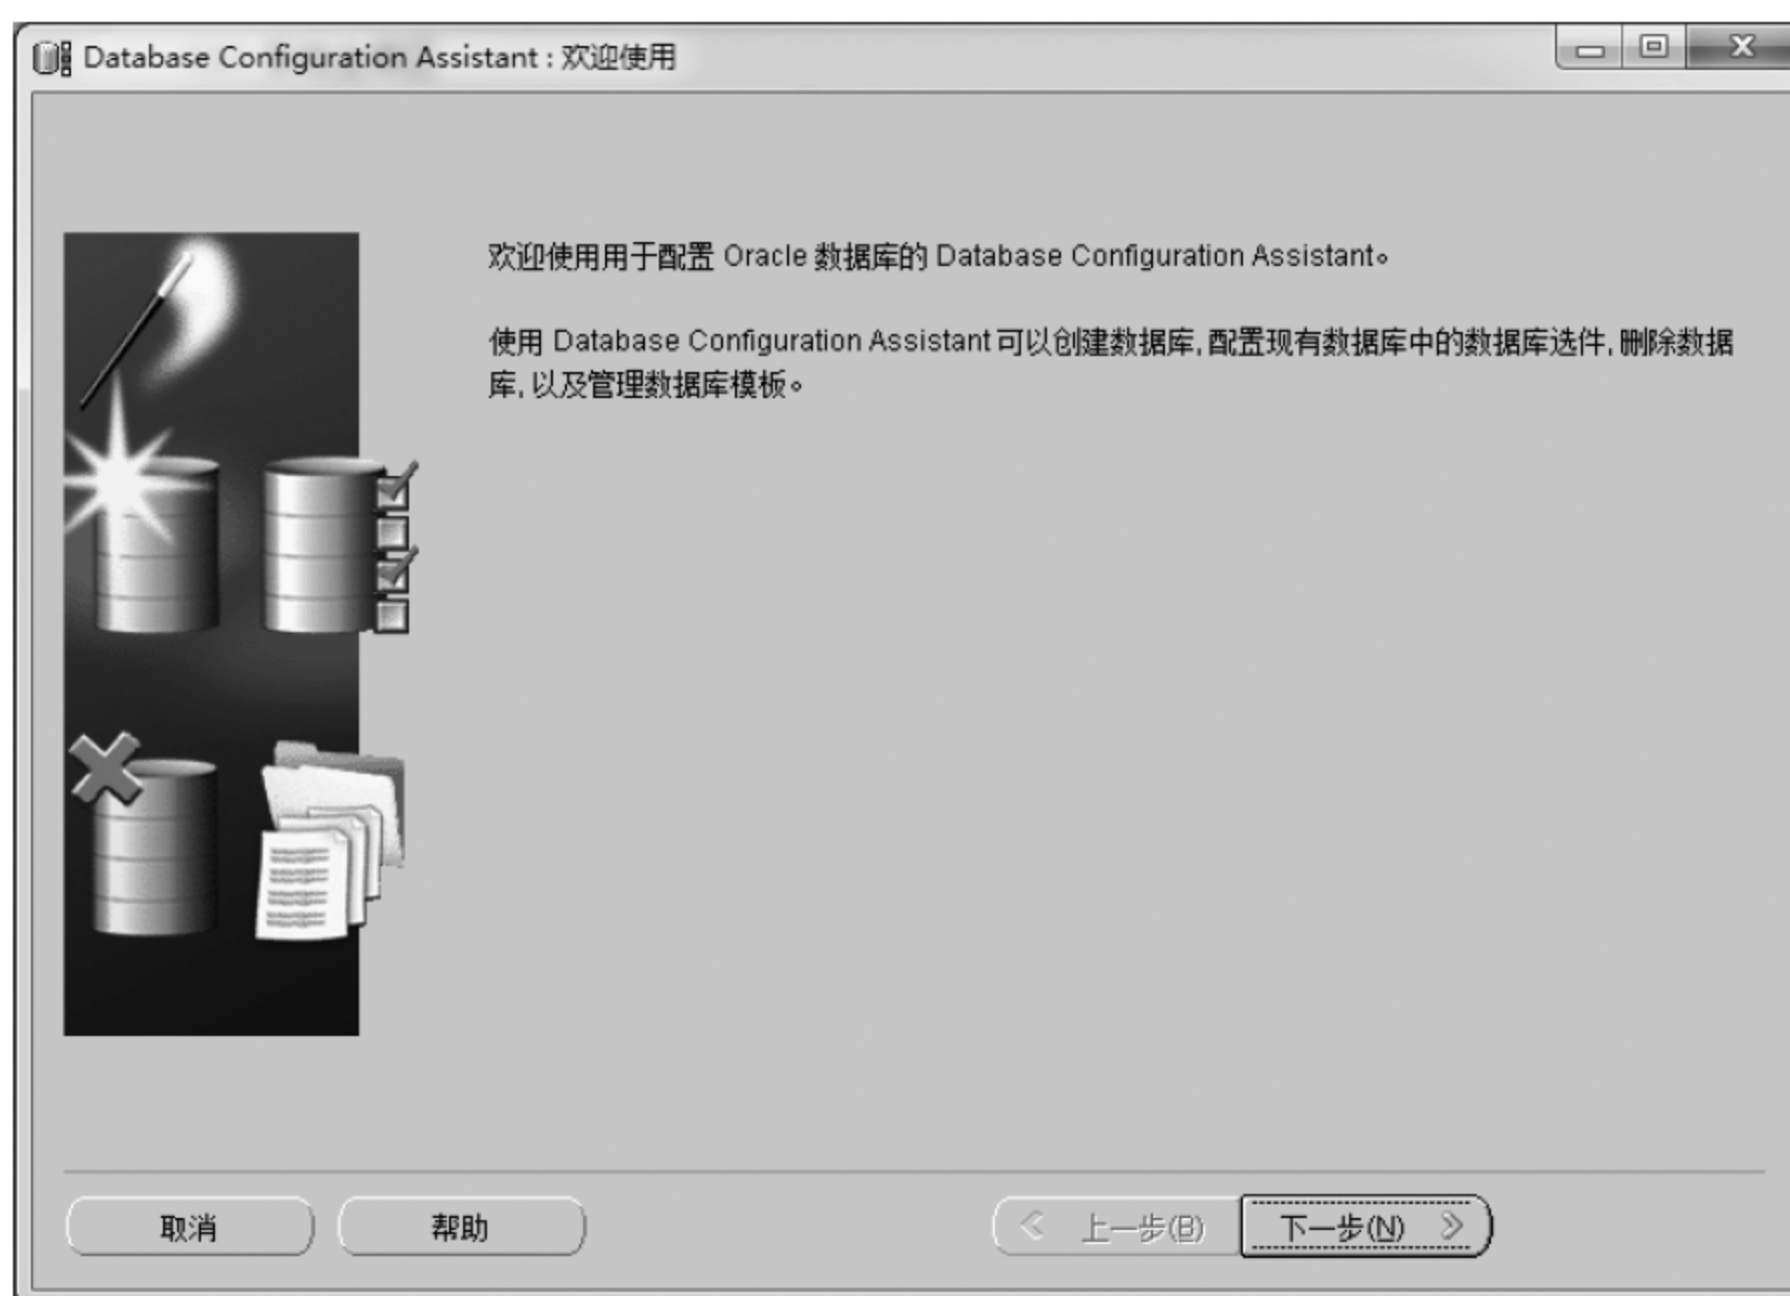 Database Configuration Assistant : 欢迎使用
欢迎使用用于配置 Oracle 数据库的 Database Configuration Assistant。
使用 Database Configuration Assistant 可以创建数据库, 配置现有数据库中的数据库选件, 删除数据
库, 以及管理数据库模板。
取消 帮助 上一步(B) 下一步(N)